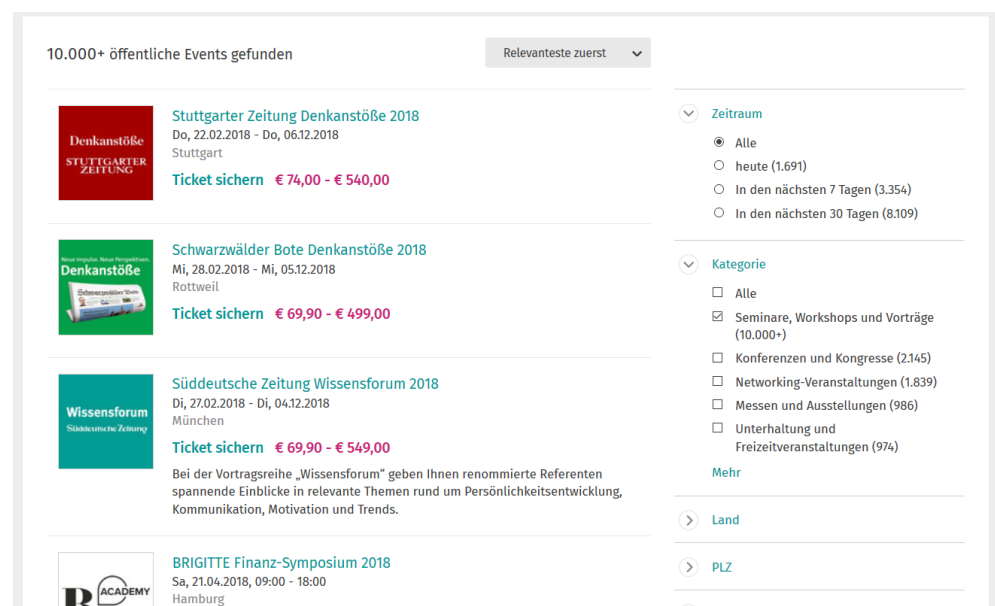 10.000+ öffentliche Events gefunden
Relevanteste zuerst
Denkanstöße
STUTTGARTER
ZEITUNG
Stuttgarter Zeitung Denkanstöße 2018
Do, 22.02.2018 - Do, 06.12.2018
Stuttgart
Ticket sichern € 74,00 - € 540,00
Neue Impulse. Neue Perspektiven.
Denkanstöße
Schwarzwälder Bote
Schwarzwälder Bote Denkanstöße 2018
Mi, 28.02.2018 - Mi, 05.12.2018
Rottweil
Ticket sichern € 69,90 - € 499,00
Wissensforum
Süddeutsche Zeitung
Süddeutsche Zeitung Wissensforum 2018
Di, 27.02.2018 - Di, 04.12.2018
München
Ticket sichern € 69,90 - € 549,00
Bei der Vortragsreihe „Wissensforum“ geben Ihnen renommierte Referenten
spannende Einblicke in relevante Themen rund um Persönlichkeitsentwicklung,
Kommunikation, Motivation und Trends.
ACADEMY
BRIGITTE Finanz-Symposium 2018
Sa, 21.04.2018, 09:00 - 18:00
Hamburg
Zeitraum
Alle
heute (1.691)
In den nächsten 7 Tagen (3.354)
In den nächsten 30 Tagen (8.109)
Kategorie
Alle
Seminare, Workshops und Vorträge
(10.000+)
Konferenzen und Kongresse (2.145)
Networking-Veranstaltungen (1.839)
Messen und Ausstellungen (986)
Unterhaltung und
Freizeitveranstaltungen (974)
Mehr
Land
PLZ